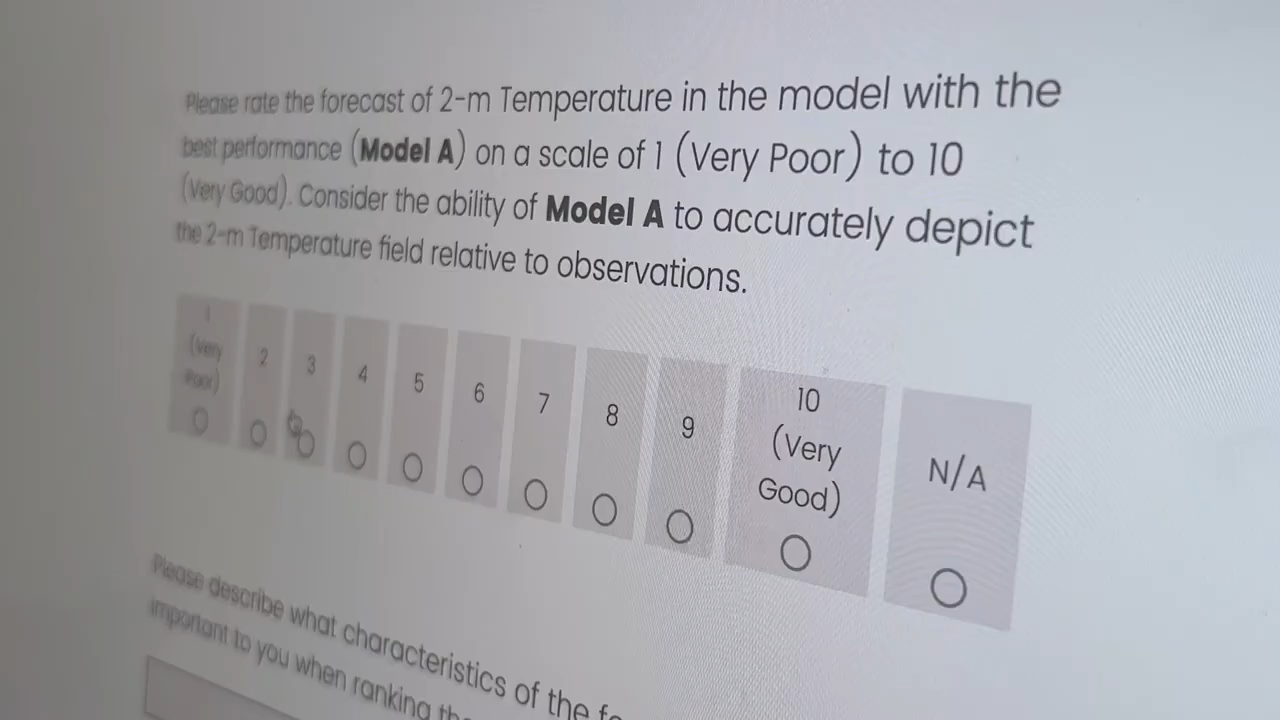 Please rate the forecast of 2-m Temperature in the model with the
best performance (Model A) on a scale of 1 (Very Poor) to 10
(Very Good). Consider the ability of Model A to accurately depict
the 2-m Temperature field relative to observations.
1 (Very Poor)
2
3
4
5
6
7
8
9
10 (Very Good)
N/A
Please describe what characteristics of the
important to you when ranking